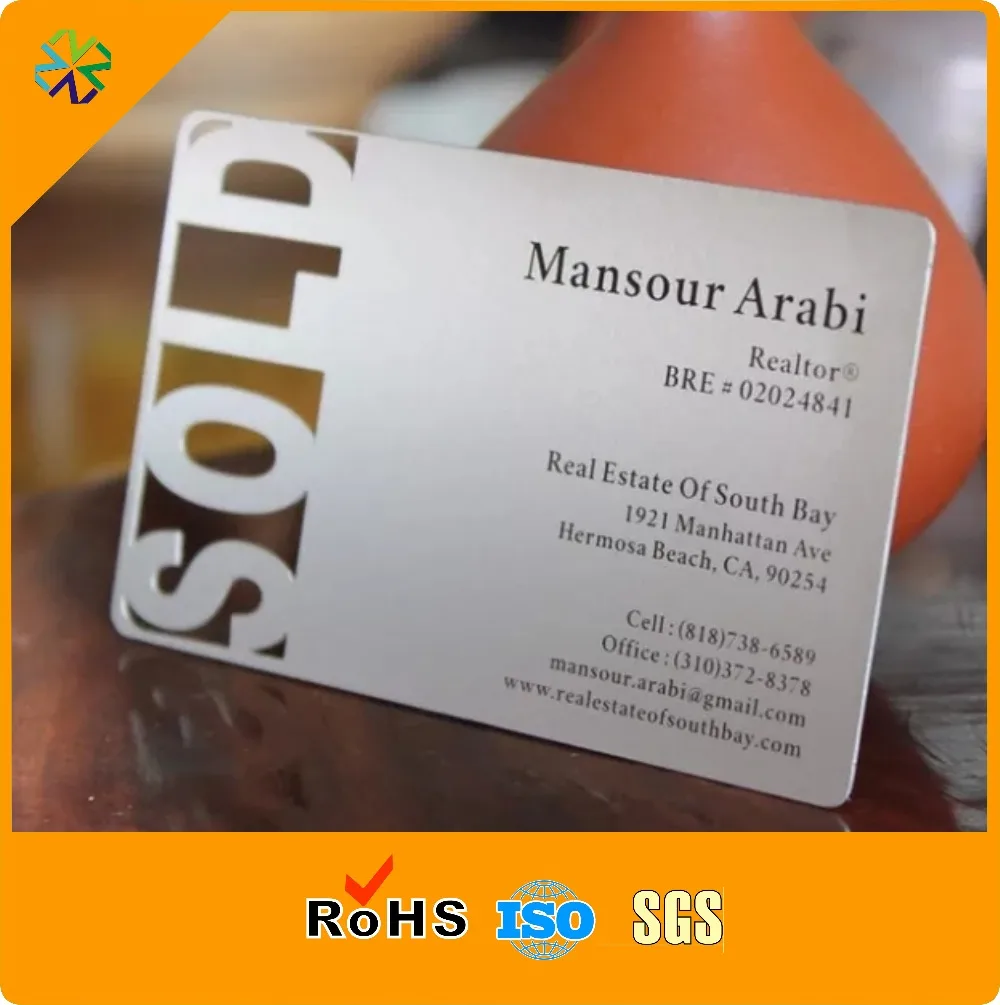 SOLD
Mansour Arabi
Realtor®
BRE # 02024841
Real Estate Of South Bay
1921 Manhattan Ave
Hermosa Beach, CA, 90254
Cell : (818)738-6589
Office : (310)372-8378
mansour.arabi@gmail.com
www.realestateofsouthbay.com
RoHS ISO SGS